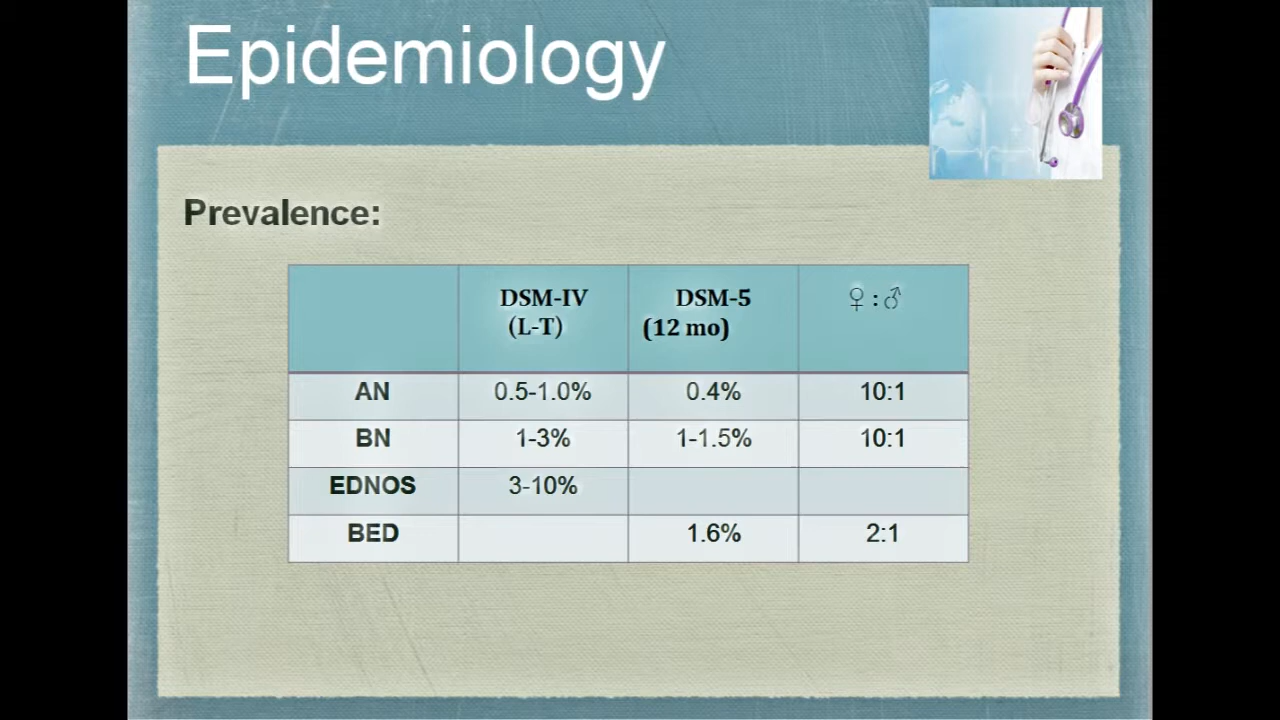 Epidemiology
Prevalence:
DSM-IV (L-T) DSM-5 (12 mo) ♀:♂
AN 0.5-1.0% 0.4% 10:1
BN 1-3% 1-1.5% 10:1
EDNOS 3-10%
BED 1.6% 2:1